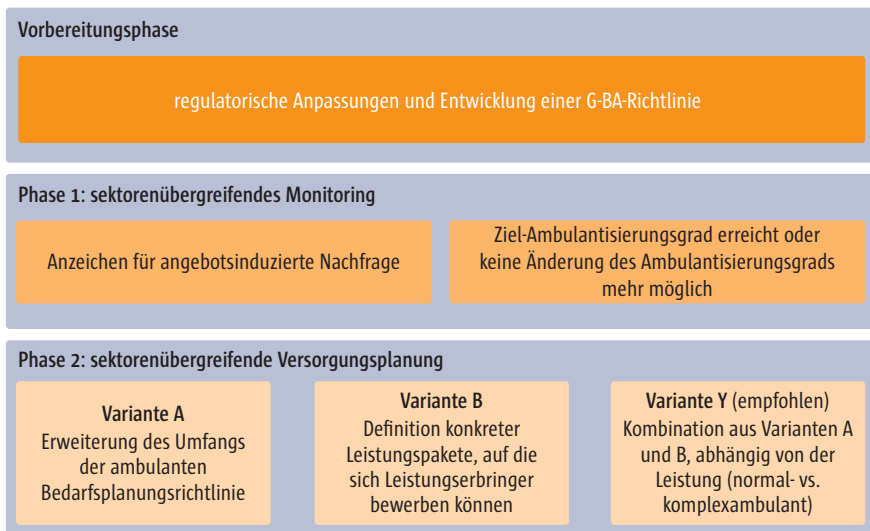 Vorbereitungsphase
regulatorische Anpassungen und Entwicklung einer G-BA-Richtlinie
Phase 1: sektorenübergreifendes Monitoring
Anzeichen für angebotsinduzierte Nachfrage
Ziel-Ambulantisierungsgrad erreicht oder
keine Änderung des Ambulantisierungsgrads
mehr möglich
Phase 2: sektorenübergreifende Versorgungsplanung
Variante A
Erweiterung des Umfangs
der ambulanten
Bedarfsplanungsrichtlinie
Variante B
Definition konkreter
Leistungspakete, auf die
sich Leistungserbringer
bewerben können
Variante Y (empfohlen)
Kombination aus Varianten A
und B, abhängig von der
Leistung (normal- vs.
komplexambulant)